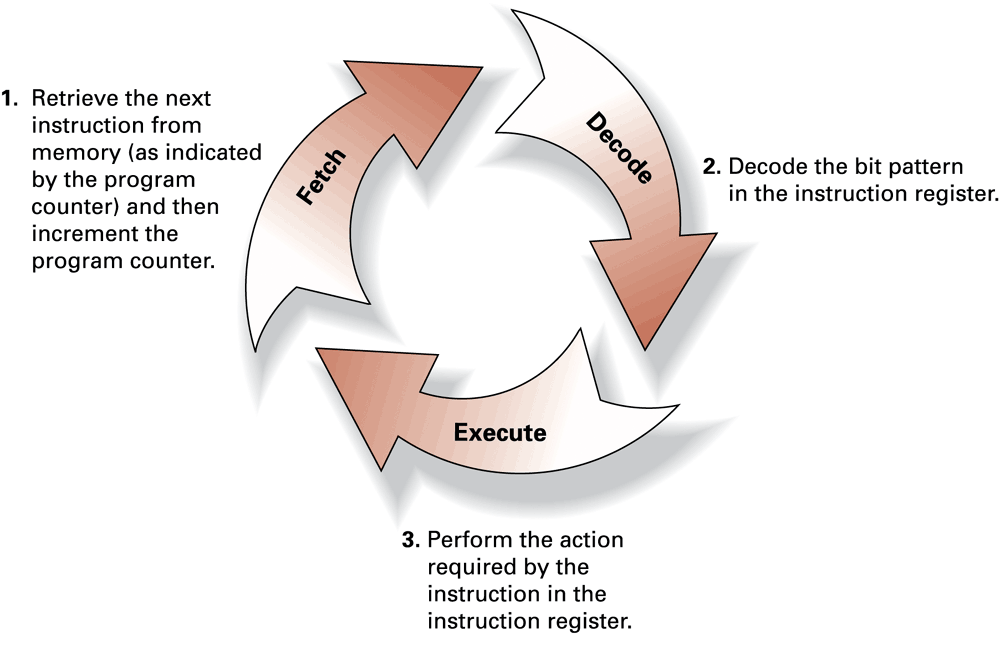 1. Retrieve the next
instruction from
memory (as indicated
by the program
counter) and then
increment the
program counter.
Fetch
Decode
2. Decode the bit pattern
in the instruction register.
Execute
3. Perform the action
required by the
instruction in the
instruction register.